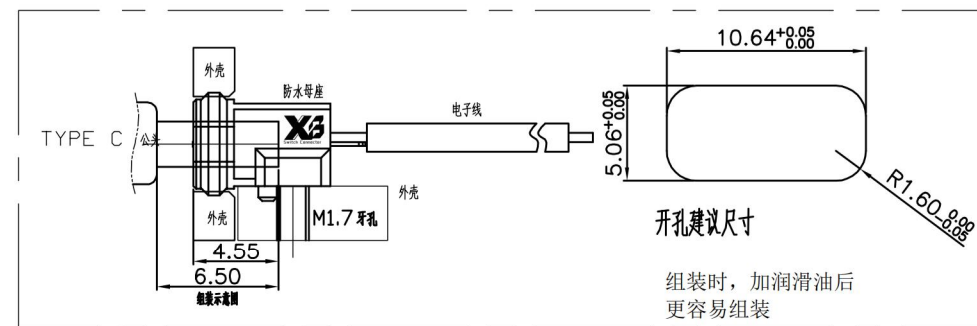 外壳
防水母座
电子线
TYPE C 公头
XG
Switch Connector
外壳
外壳
M1.7 牙孔
4.55
6.50
组装示意图
10.64+0.05 0.00
5.06+0.05 0.00
R1.60 0.00 -0.05
开孔建议尺寸
组装时，加润滑油后
更容易组装